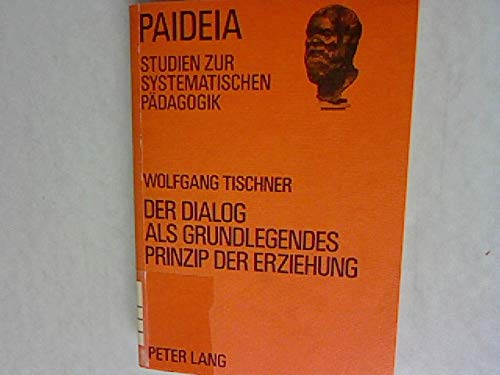 PAIDEIA
STUDIEN ZUR
SYSTEMATISCHEN
PÄDAGOGIK
WOLFGANG TISCHNER
DER DIALOG
ALS GRUNDLEGENDES
PRINZIP DER ERZIEHUNG
PETER LANG